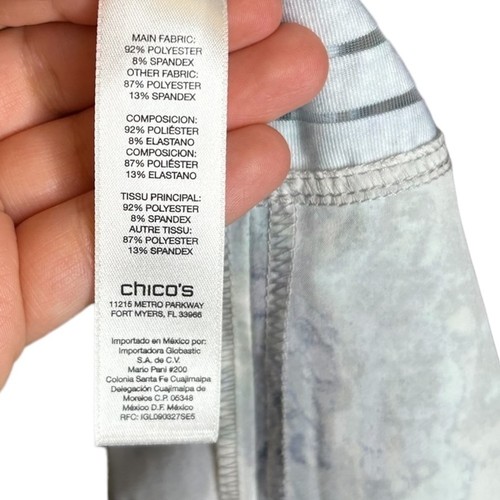 MAIN FABRIC:
92% POLYESTER
8% SPANDEX
OTHER FABRIC:
87% POLYESTER
13% SPANDEX
COMPOSICION:
92% POLIÉSTER
8% ELASTANO
COMPOSICION:
87% POLIÉSTER
13% ELASTANO
TISSU PRINCIPAL:
92% POLYESTER
8% SPANDEX
AUTRE TISSU:
87% POLYESTER
13% SPANDEX
chico's
11215 METRO PARKWAY
FORT MYERS, FL 33966
Importado en México por:
Importadora Globastic
S.A. de C.V.
Mario Pani #200
Colonia Santa Fe Cuajimalpa
Delegación Cuajimalpa de
Morelos C.P. 05348
México D.F. México
RFC: IGL090327SE5